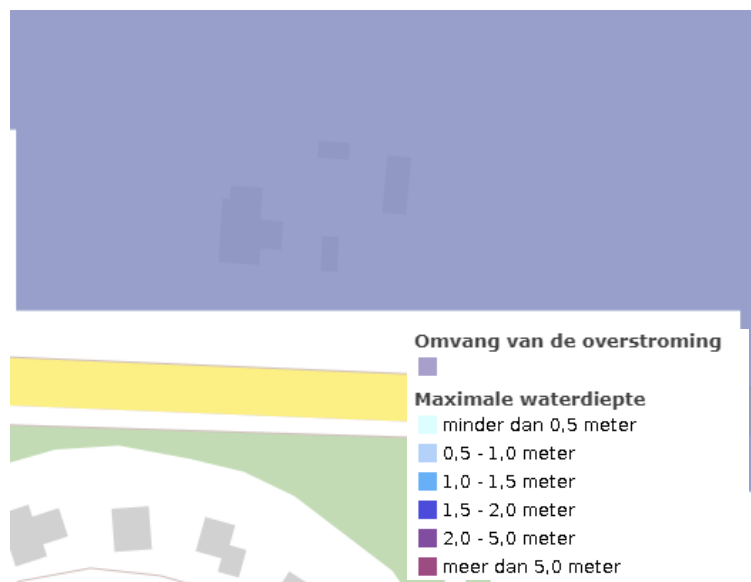 Omvang van de overstroming
Maximale waterdiepte
minder dan 0,5 meter
0,5 - 1,0 meter
1,0 - 1,5 meter
1,5 - 2,0 meter
2,0 - 5,0 meter
meer dan 5,0 meter